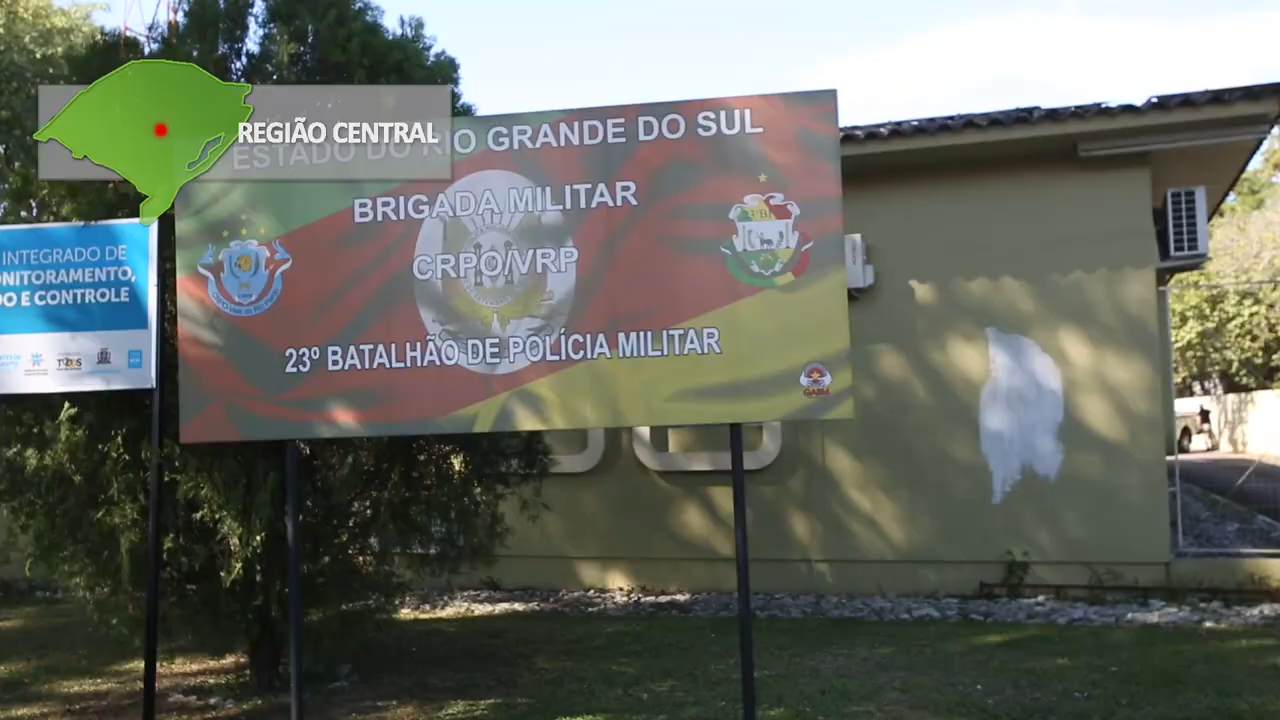 REGIÃO CENTRAL
ESTADO DO RIO GRANDE DO SUL
BRIGADA MILITAR
CRPO/VRP
23º BATALHÃO DE POLÍCIA MILITAR
INTEGRADO DE
ONITORAMENTO,
DO E CONTROLE